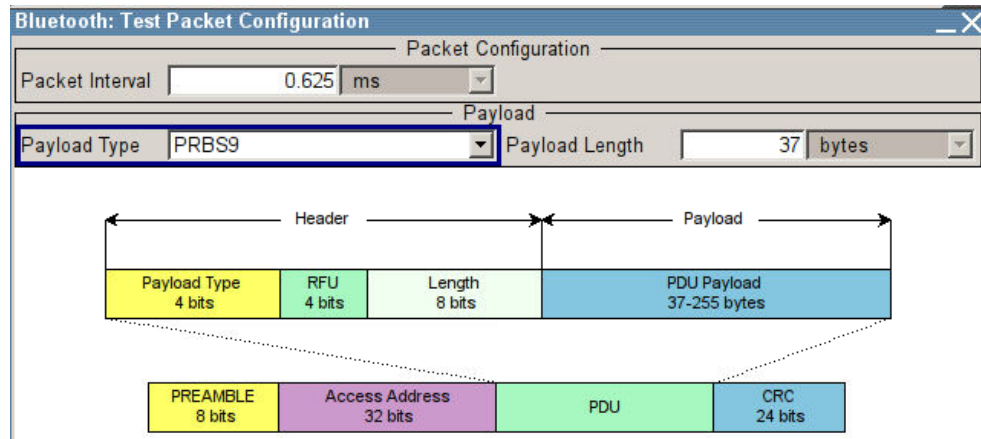 Bluetooth: Test Packet Configuration
Packet Configuration
Packet Interval 0.625 ms
Payload
Payload Type PRBS9 Payload Length 37 bytes
Header Payload
Payload Type RFU Length PDU Payload
4 bits 4 bits 8 bits 37-255 bytes
PREAMBLE Access Address PDU CRC
8 bits 32 bits 24 bits